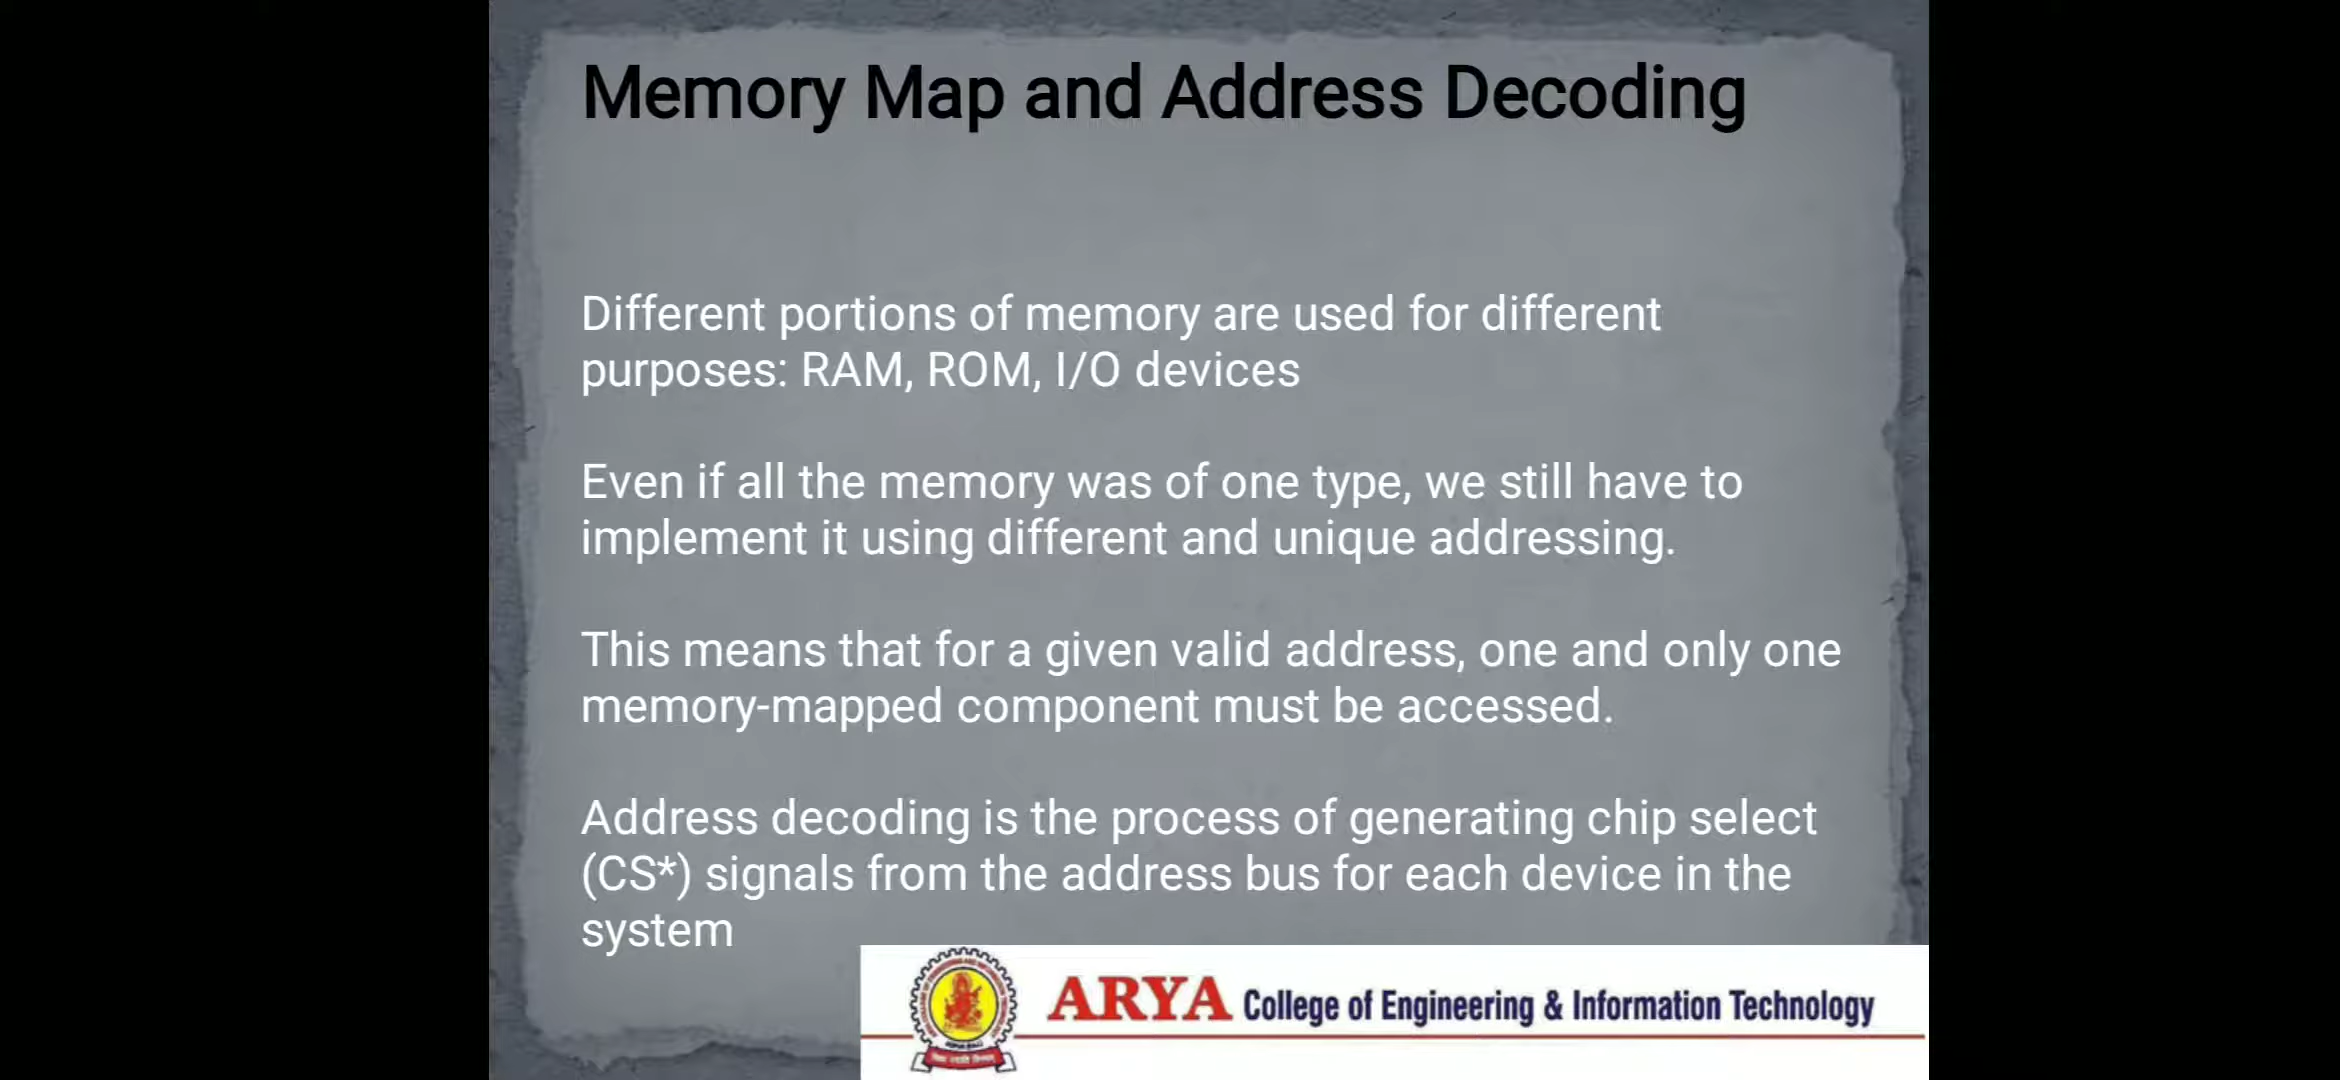 Memory Map and Address Decoding
Different portions of memory are used for different
purposes: RAM, ROM, I/O devices
Even if all the memory was of one type, we still have to
implement it using different and unique addressing.
This means that for a given valid address, one and only one
memory-mapped component must be accessed.
Address decoding is the process of generating chip select
(CS*) signals from the address bus for each device in the
system
ARYA College of Engineering & Information Technology